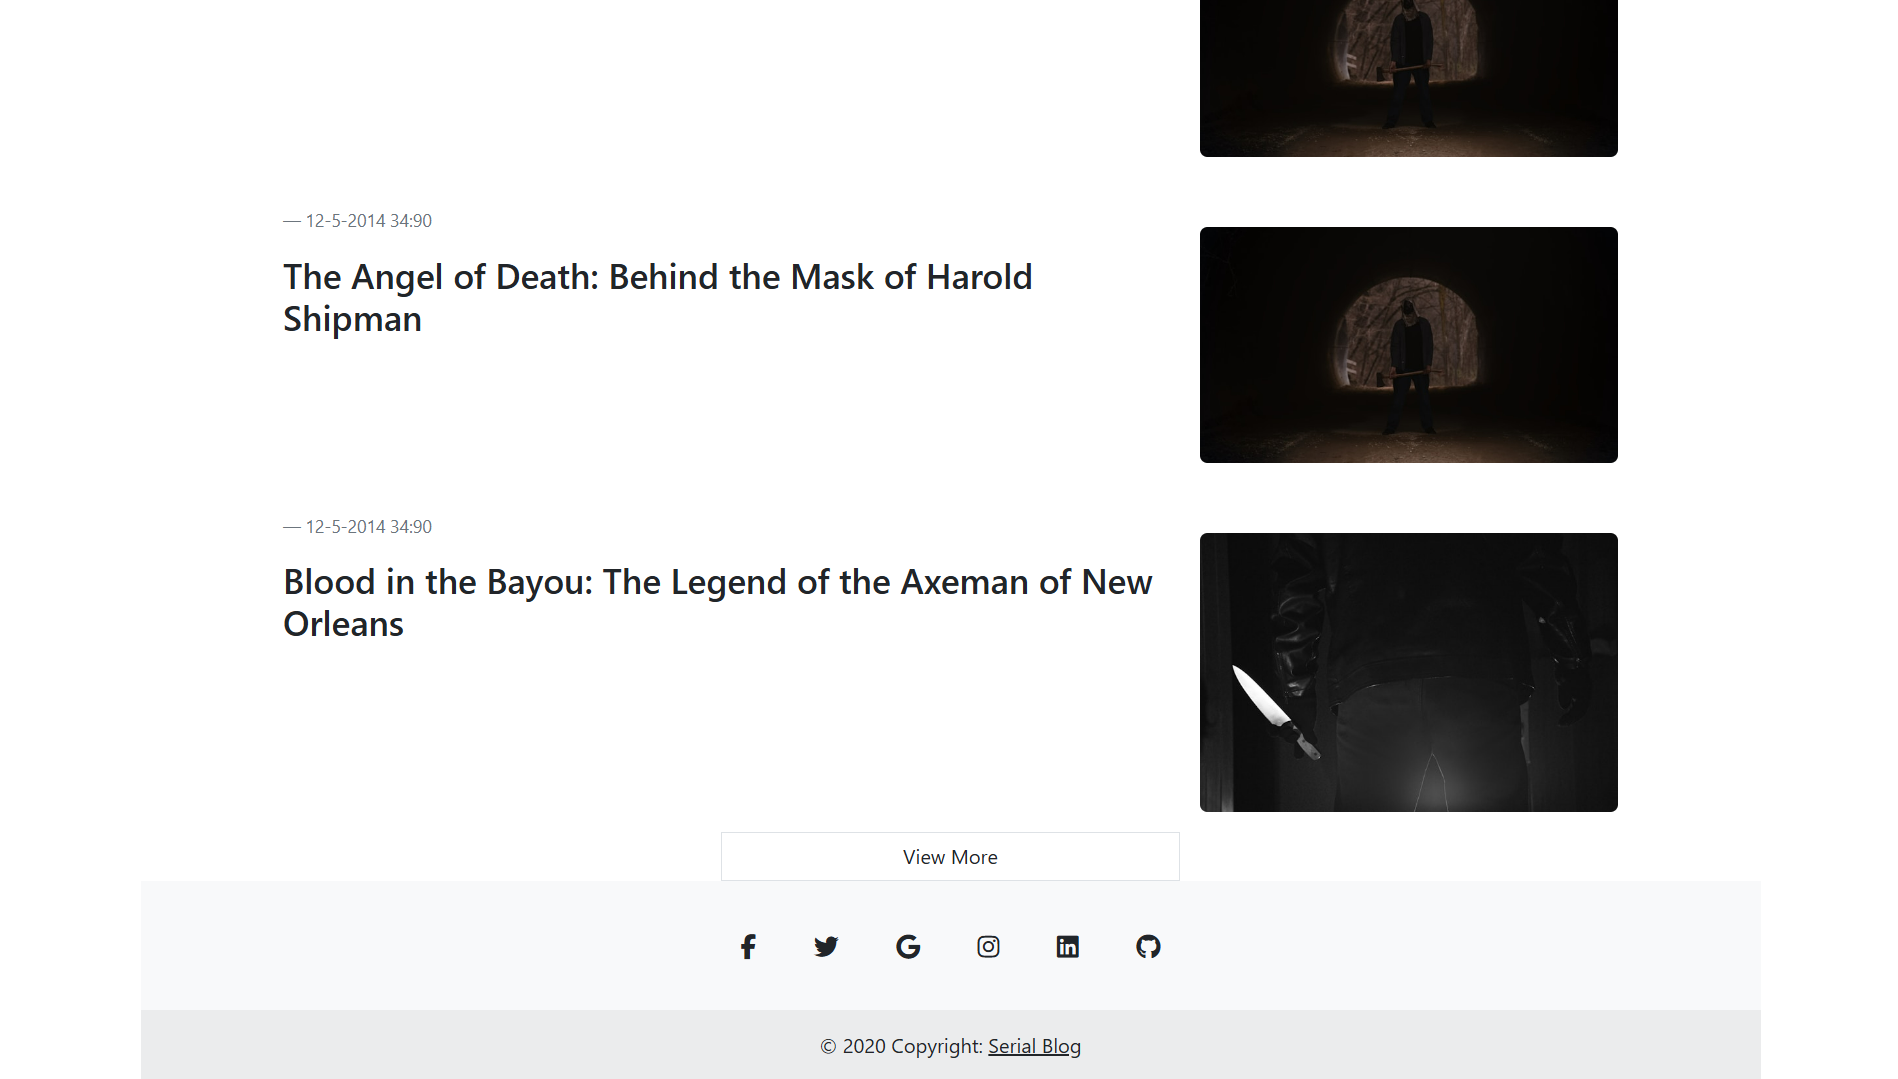 — 12-5-2014 34:90
The Angel of Death: Behind the Mask of Harold
Shipman
— 12-5-2014 34:90
Blood in the Bayou: The Legend of the Axeman of New
Orleans
View More
© 2020 Copyright: Serial Blog